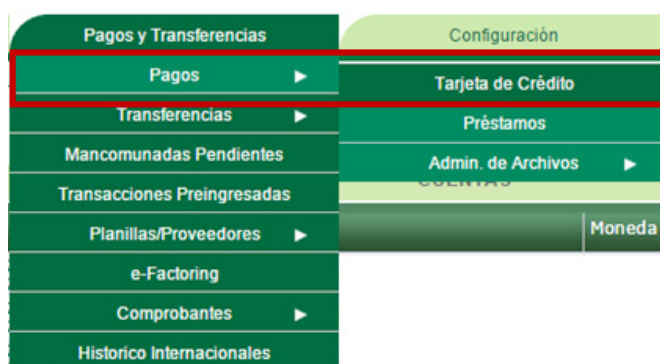 Pagos y Transferencias
Configuración
Pagos
Tarjeta de Crédito
Transferencias
Préstamos
Mancomunadas Pendientes
Admin. de Archivos
CUENTAS
Transacciones Preingresadas
Planillas/Proveedores
Moneda
e-Factoring
Comprobantes
Historico Internacionales